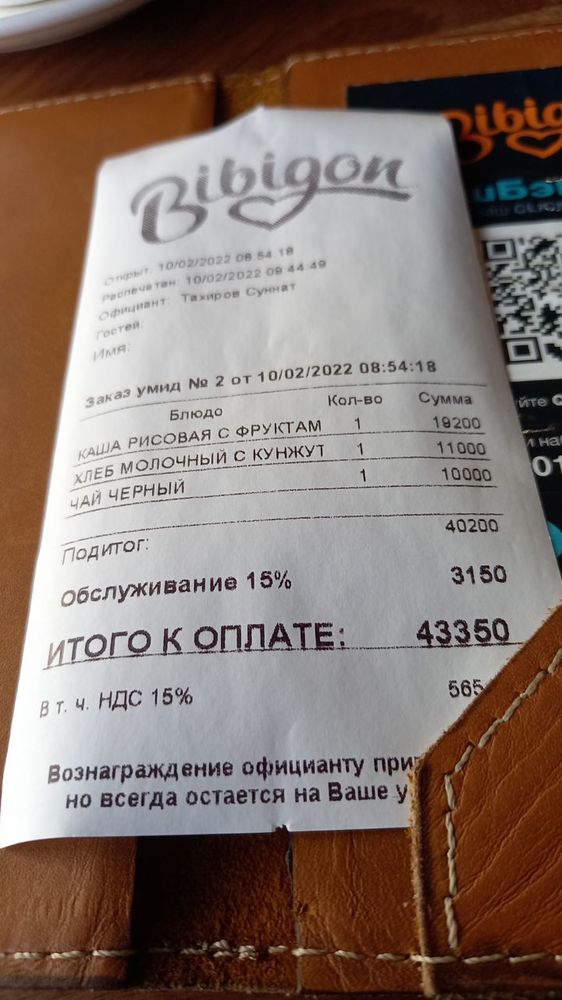 Bibigon
Открыт: 10/02/2022 08:54:18
Распечатан: 10/02/2022 09:44:49
Официант: Тахиров Суннат
Гостей:
Имя:
Заказ умид № 2 от 10/02/2022 08:54:18
Блюдо Кол-во Сумма
КАША РИСОВАЯ С ФРУКТАМ 1 19200
ХЛЕБ МОЛОЧНЫЙ С КУНЖУТ 1 11000
ЧАЙ ЧЕРНЫЙ 1 10000
Подитог: 40200
Обслуживание 15% 3150
ИТОГО К ОПЛАТЕ: 43350
В т. ч. НДС 15% 565
Вознаграждение официанту при
но всегда остается на Ваше у
Bibig